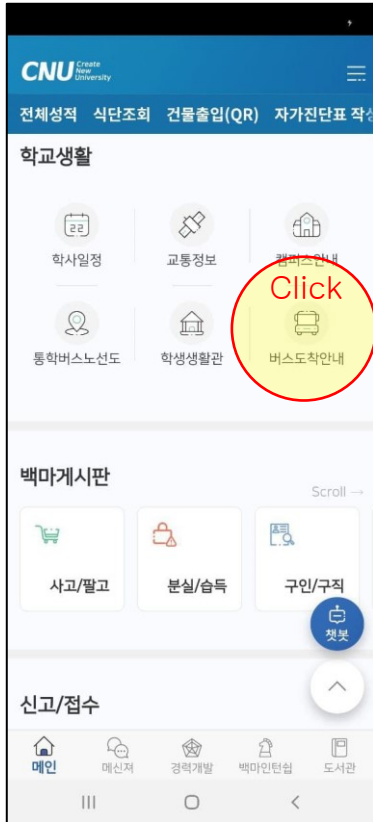 CNU Create
New
University
전체성적 식단조회 건물출입(QR) 자가진단표 작성
학교생활
22
학사일정 교통정보 캠퍼스안내
Click
통학버스노선도 학생생활관 버스도착안내
백마게시판
Scroll →
사고/팔고 분실/습득 구인/구직
챗봇
신고/접수
메인 메신져 경력개발 백마인턴쉽 도서관